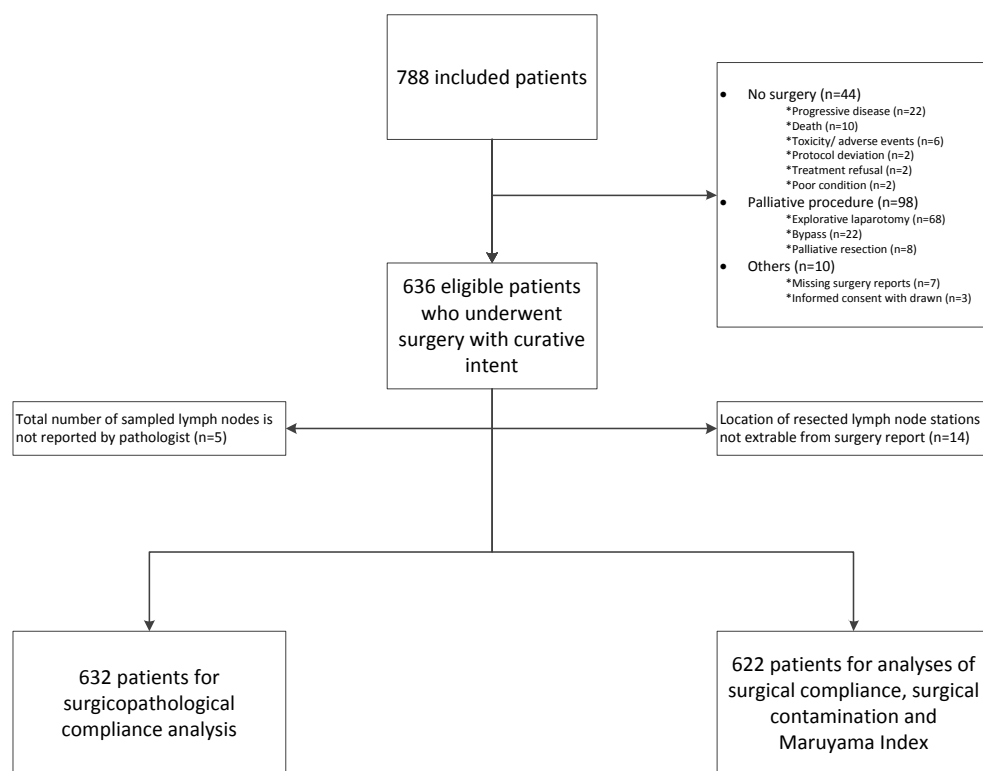 788 included patients
• No surgery (n=44)
*Progressive disease (n=22)
*Death (n=10)
*Toxicity/ adverse events (n=6)
*Protocol deviation (n=2)
*Treatment refusal (n=2)
*Poor condition (n=2)
• Palliative procedure (n=98)
*Explorative laparotomy (n=68)
*Bypass (n=22)
*Palliative resection (n=8)
• Others (n=10)
*Missing surgery reports (n=7)
*Informed consent with drawn (n=3)
636 eligible patients
who underwent
surgery with curative
intent
Total number of sampled lymph nodes is
not reported by pathologist (n=5)
Location of resected lymph node stations
not extrable from surgery report (n=14)
632 patients for
surgicopathological
compliance analysis
622 patients for analyses of
surgical compliance, surgical
contamination and
Maruyama Index